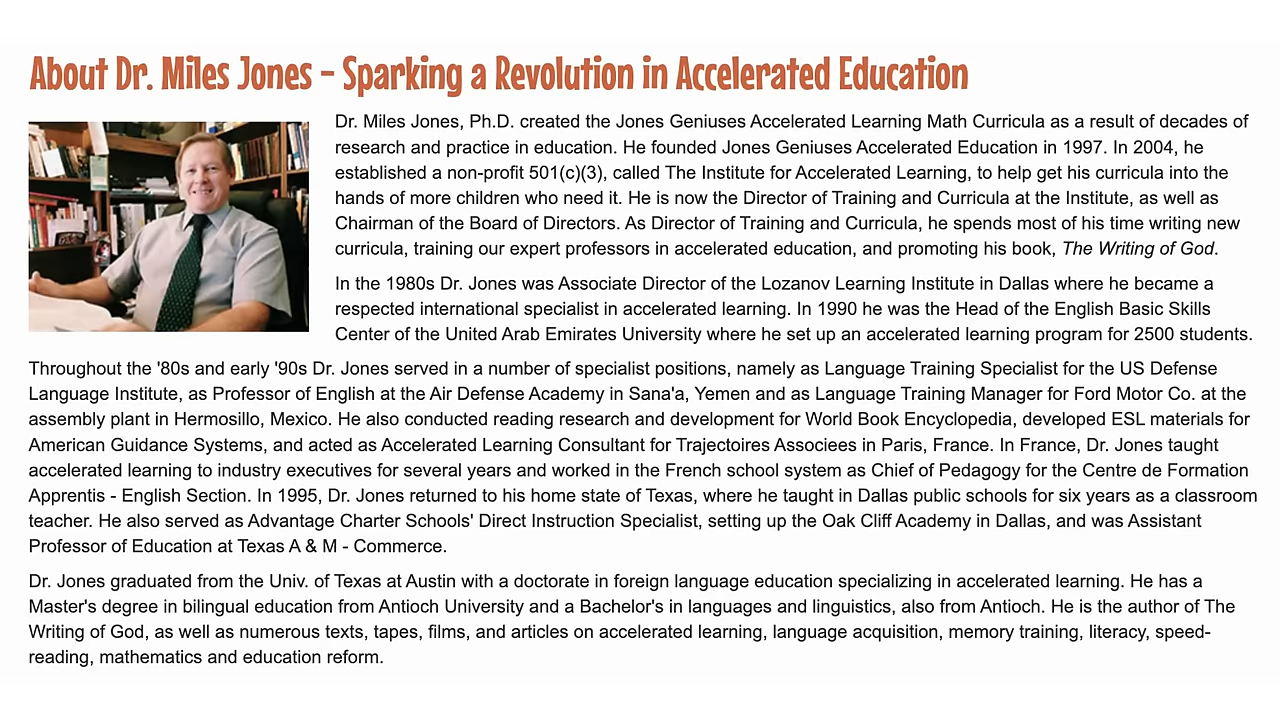 About Dr. Miles Jones – Sparking a Revolution in Accelerated Education
Dr. Miles Jones, Ph.D. created the Jones Geniuses Accelerated Learning Math Curricula as a result of decades of
research and practice in education. He founded Jones Geniuses Accelerated Education in 1997. In 2004, he
established a non-profit 501(c)(3), called The Institute for Accelerated Learning, to help get his curricula into the
hands of more children who need it. He is now the Director of Training and Curricula at the Institute, as well as
Chairman of the Board of Directors. As Director of Training and Curricula, he spends most of his time writing new
curricula, training our expert professors in accelerated education, and promoting his book, The Writing of God.
In the 1980s Dr. Jones was Associate Director of the Lozanov Learning Institute in Dallas where he became a
respected international specialist in accelerated learning. In 1990 he was the Head of the English Basic Skills
Center of the United Arab Emirates University where he set up an accelerated learning program for 2500 students.
Throughout the '80s and early '90s Dr. Jones served in a number of specialist positions, namely as Language Training Specialist for the US Defense
Language Institute, as Professor of English at the Air Defense Academy in Sana'a, Yemen and as Language Training Manager for Ford Motor Co. at the
assembly plant in Hermosillo, Mexico. He also conducted reading research and development for World Book Encyclopedia, developed ESL materials for
American Guidance Systems, and acted as Accelerated Learning Consultant for Trajectoires Associees in Paris, France. In France, Dr. Jones taught
accelerated learning to industry executives for several years and worked in the French school system as Chief of Pedagogy for the Centre de Formation
Apprentis - English Section. In 1995, Dr. Jones returned to his home state of Texas, where he taught in Dallas public schools for six years as a classroom
teacher. He also served as Advantage Charter Schools' Direct Instruction Specialist, setting up the Oak Cliff Academy in Dallas, and was Assistant
Professor of Education at Texas A & M - Commerce.
Dr. Jones graduated from the Univ. of Texas at Austin with a doctorate in foreign language education specializing in accelerated learning. He has a
Master's degree in bilingual education from Antioch University and a Bachelor's in languages and linguistics, also from Antioch. He is the author of The
Writing of God, as well as numerous texts, tapes, films, and articles on accelerated learning, language acquisition, memory training, literacy, speed-
reading, mathematics and education reform.